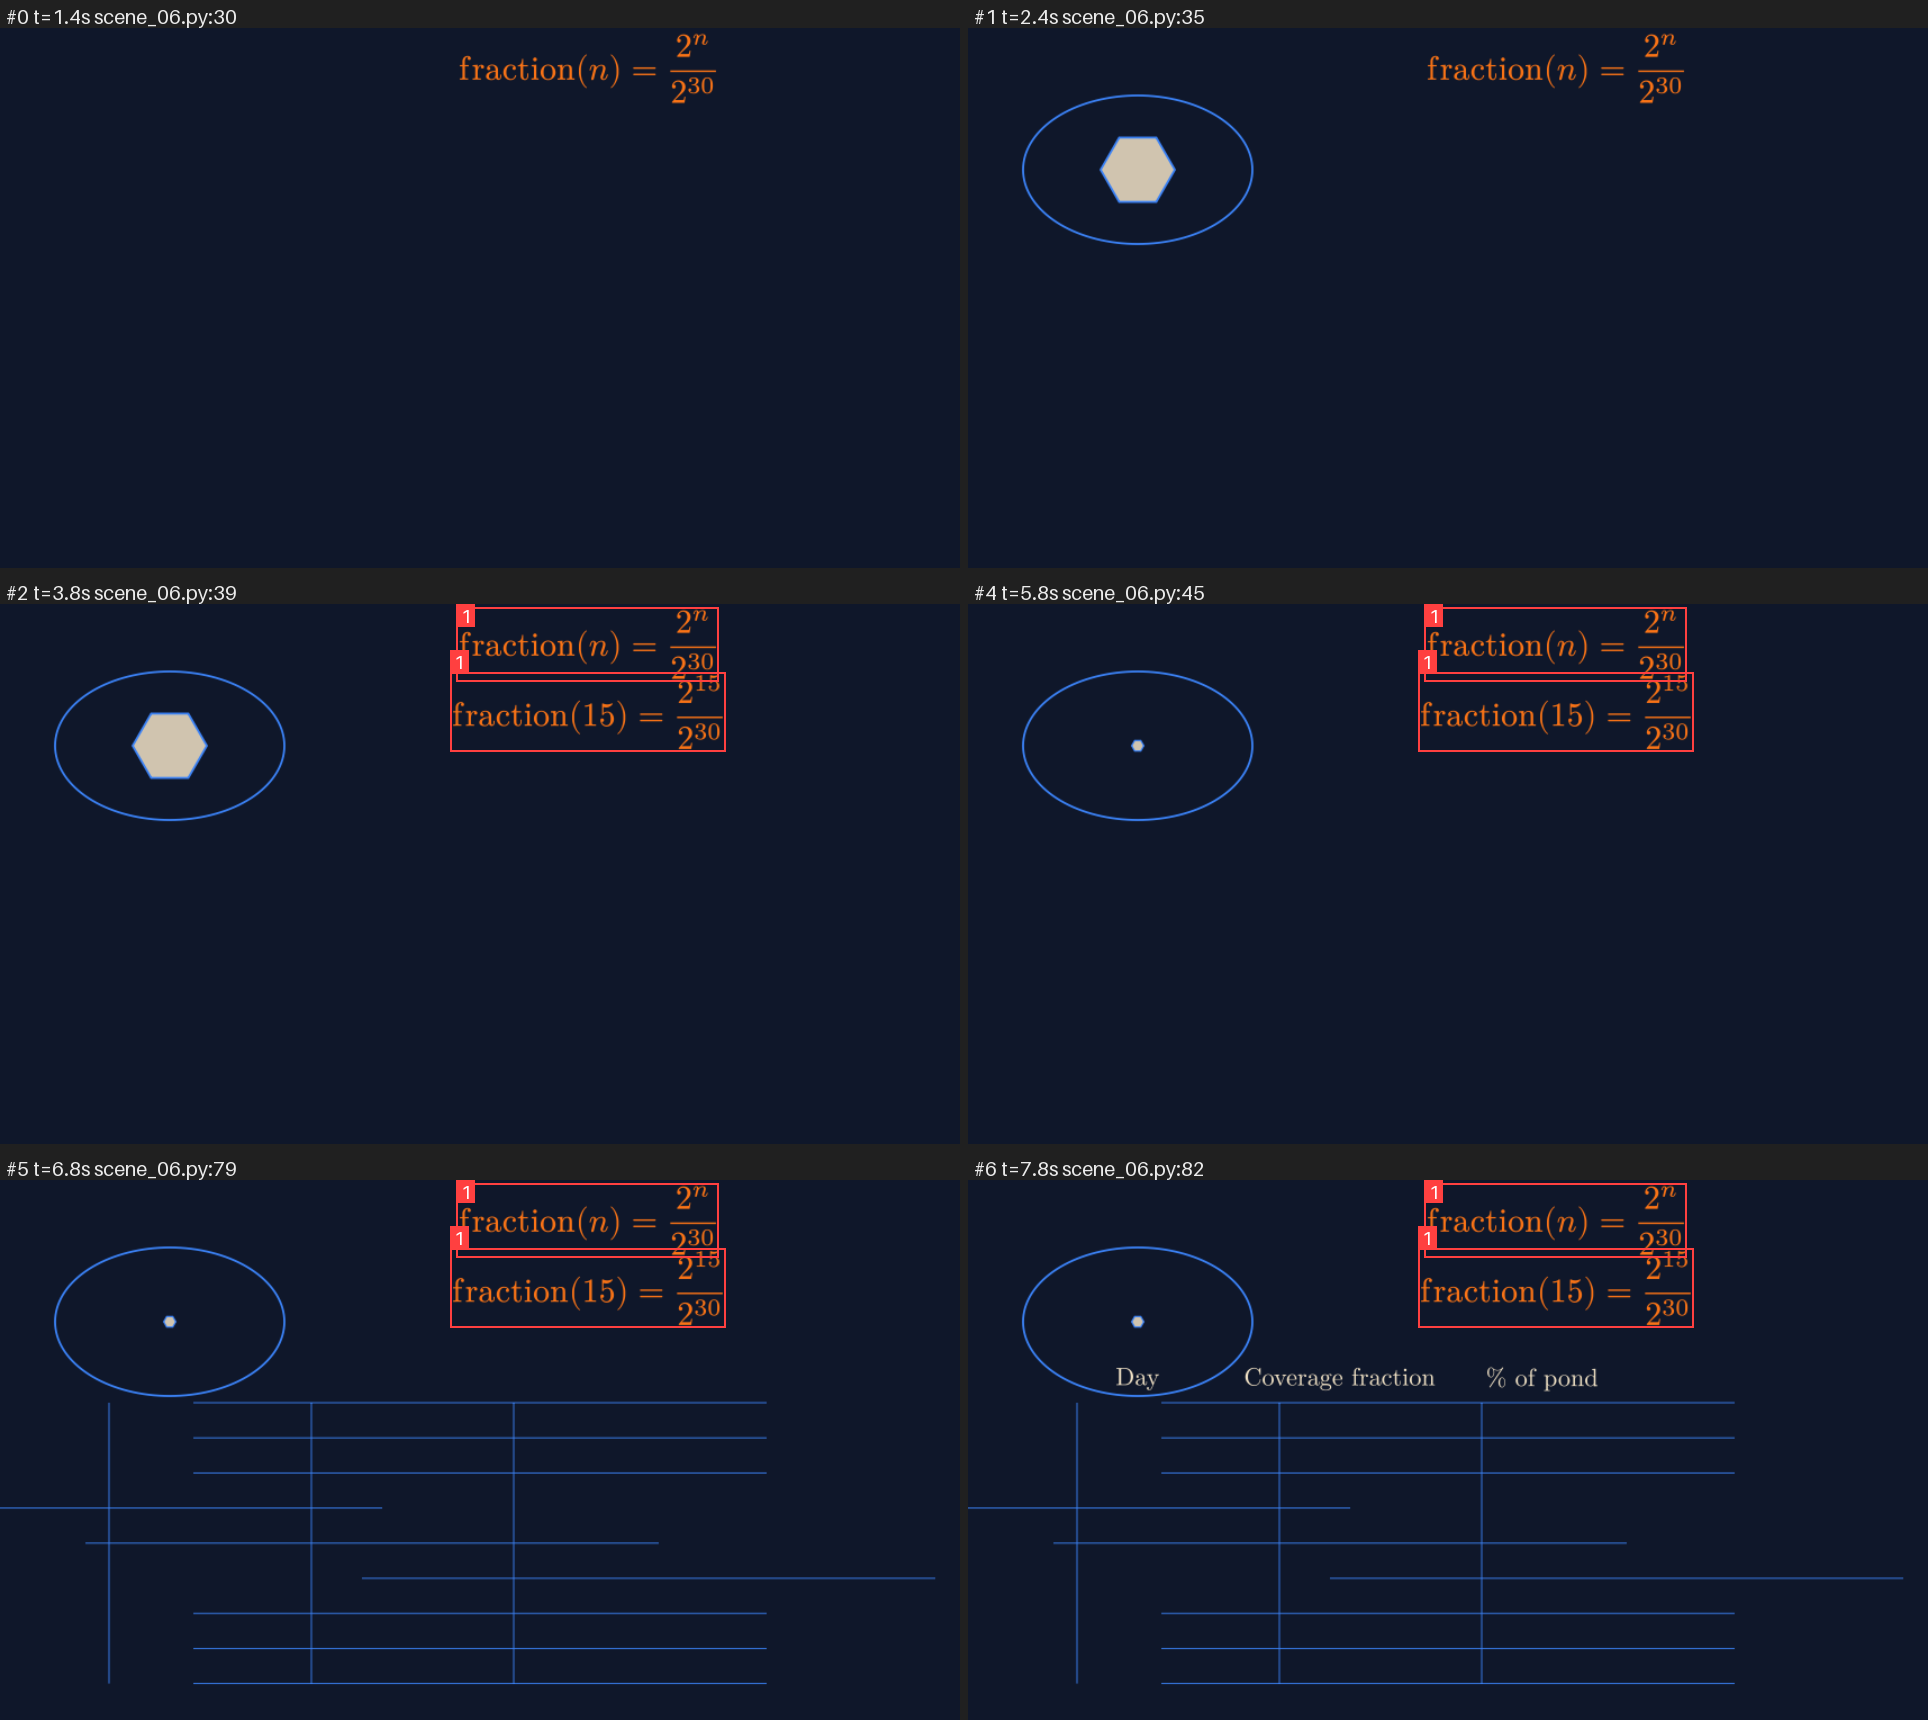 #0 t=1.4s scene_06.py:30
fraction(n) = 2^n / 2^30
#1 t=2.4s scene_06.py:35
fraction(n) = 2^n / 2^30
#2 t=3.8s scene_06.py:39
1
fraction(n) = 2^n / 2^30
1
fraction(15) = 2^15 / 2^30
#4 t=5.8s scene_06.py:45
1
fraction(n) = 2^n / 2^30
1
fraction(15) = 2^15 / 2^30
#5 t=6.8s scene_06.py:79
1
fraction(n) = 2^n / 2^30
1
fraction(15) = 2^15 / 2^30
#6 t=7.8s scene_06.py:82
1
fraction(n) = 2^n / 2^30
1
fraction(15) = 2^15 / 2^30
Day Coverage fraction % of pond